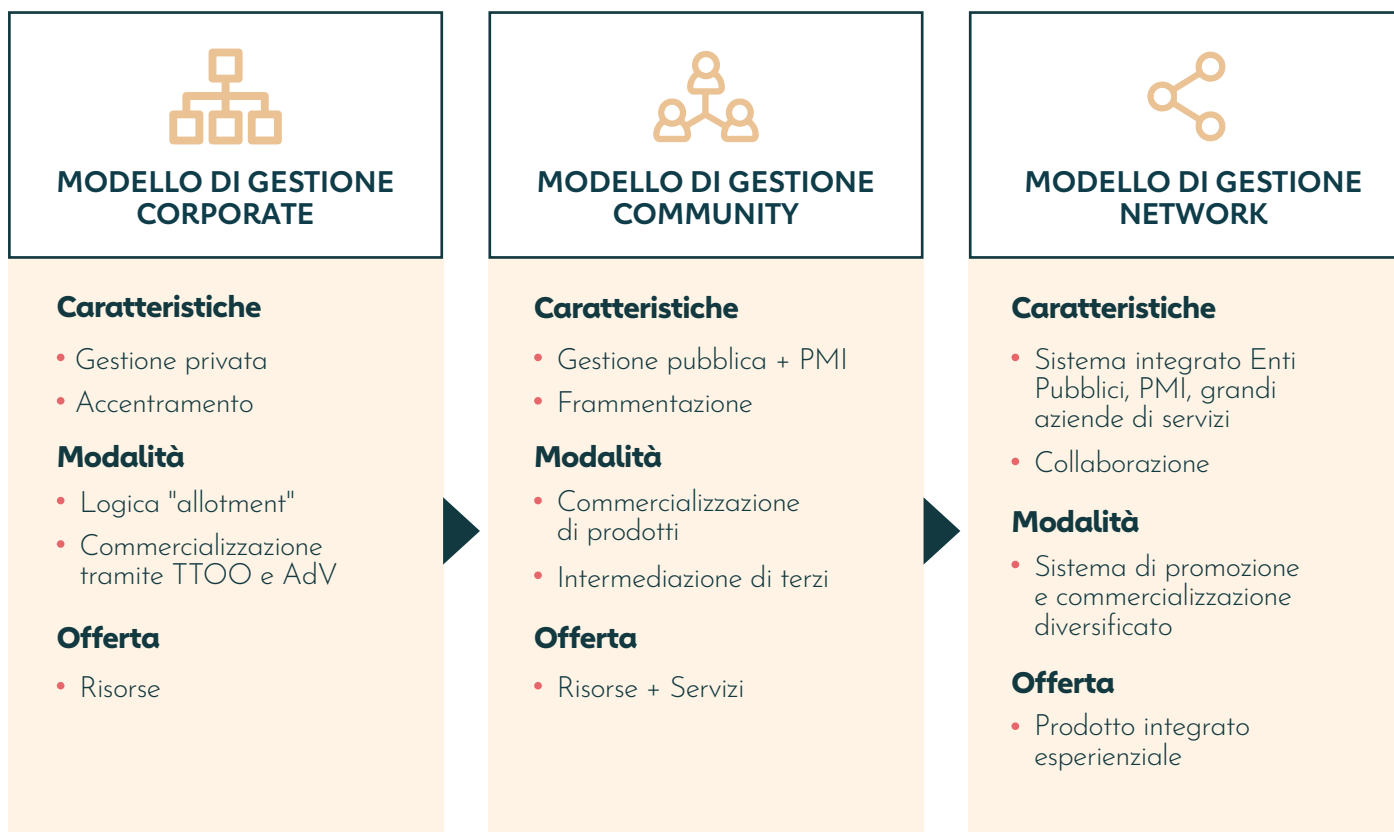 MODELLO DI GESTIONE
CORPORATE
Caratteristiche
• Gestione privata
• Accentramento
Modalità
• Logica "allotment"
• Commercializzazione
tramite TTOO e AdV
Offerta
• Risorse
MODELLO DI GESTIONE
COMMUNITY
Caratteristiche
• Gestione pubblica + PMI
• Frammentazione
Modalità
• Commercializzazione
di prodotti
• Intermediazione di terzi
Offerta
• Risorse + Servizi
MODELLO DI GESTIONE
NETWORK
Caratteristiche
• Sistema integrato Enti
Pubblici, PMI, grandi
aziende di servizi
• Collaborazione
Modalità
• Sistema di promozione
e commercializzazione
diversificato
Offerta
• Prodotto integrato
esperienziale